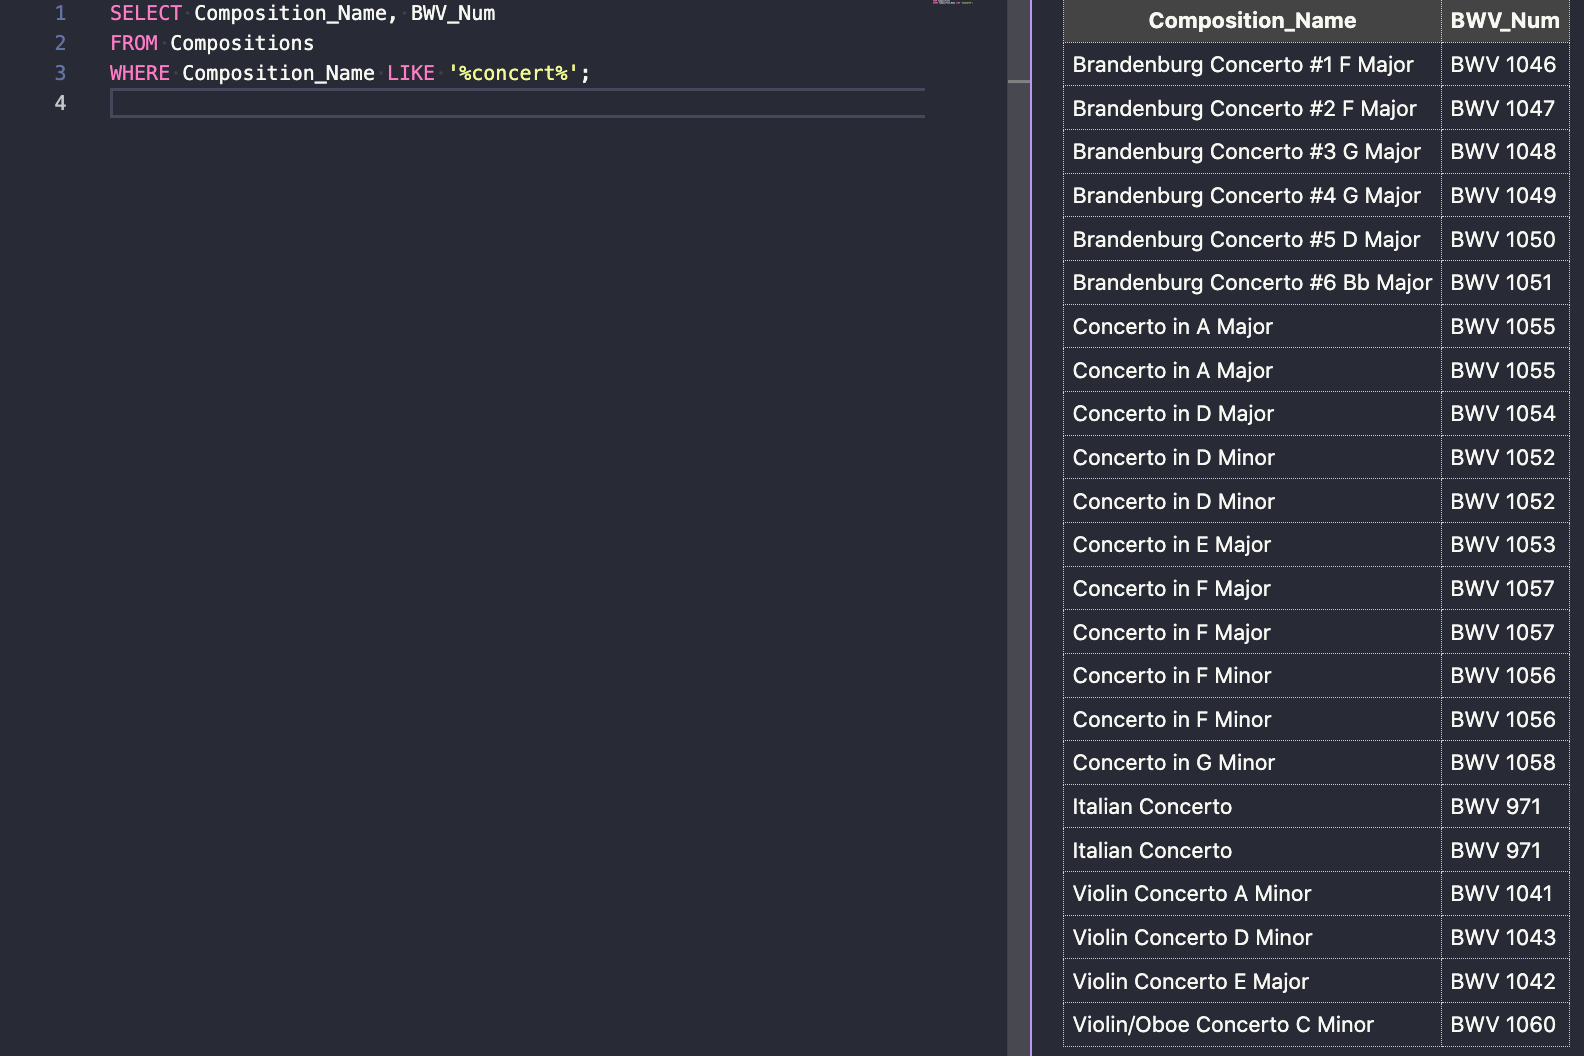 1 SELECT Composition_Name, BWV_Num
2 FROM Compositions
3 WHERE Composition_Name LIKE '%concert%';
4
Composition_Name BWV_Num
Brandenburg Concerto #1 F Major BWV 1046
Brandenburg Concerto #2 F Major BWV 1047
Brandenburg Concerto #3 G Major BWV 1048
Brandenburg Concerto #4 G Major BWV 1049
Brandenburg Concerto #5 D Major BWV 1050
Brandenburg Concerto #6 Bb Major BWV 1051
Concerto in A Major BWV 1055
Concerto in A Major BWV 1055
Concerto in D Major BWV 1054
Concerto in D Minor BWV 1052
Concerto in D Minor BWV 1052
Concerto in E Major BWV 1053
Concerto in F Major BWV 1057
Concerto in F Major BWV 1057
Concerto in F Minor BWV 1056
Concerto in F Minor BWV 1056
Concerto in G Minor BWV 1058
Italian Concerto BWV 971
Italian Concerto BWV 971
Violin Concerto A Minor BWV 1041
Violin Concerto D Minor BWV 1043
Violin Concerto E Major BWV 1042
Violin/Oboe Concerto C Minor BWV 1060